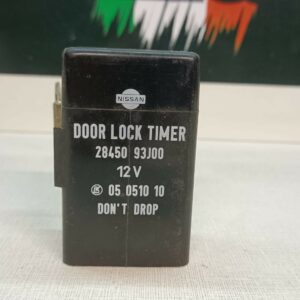 NISSAN
DOOR LOCK TIMER
28450 93J00
12V
05 0510 10
DON'T DROP